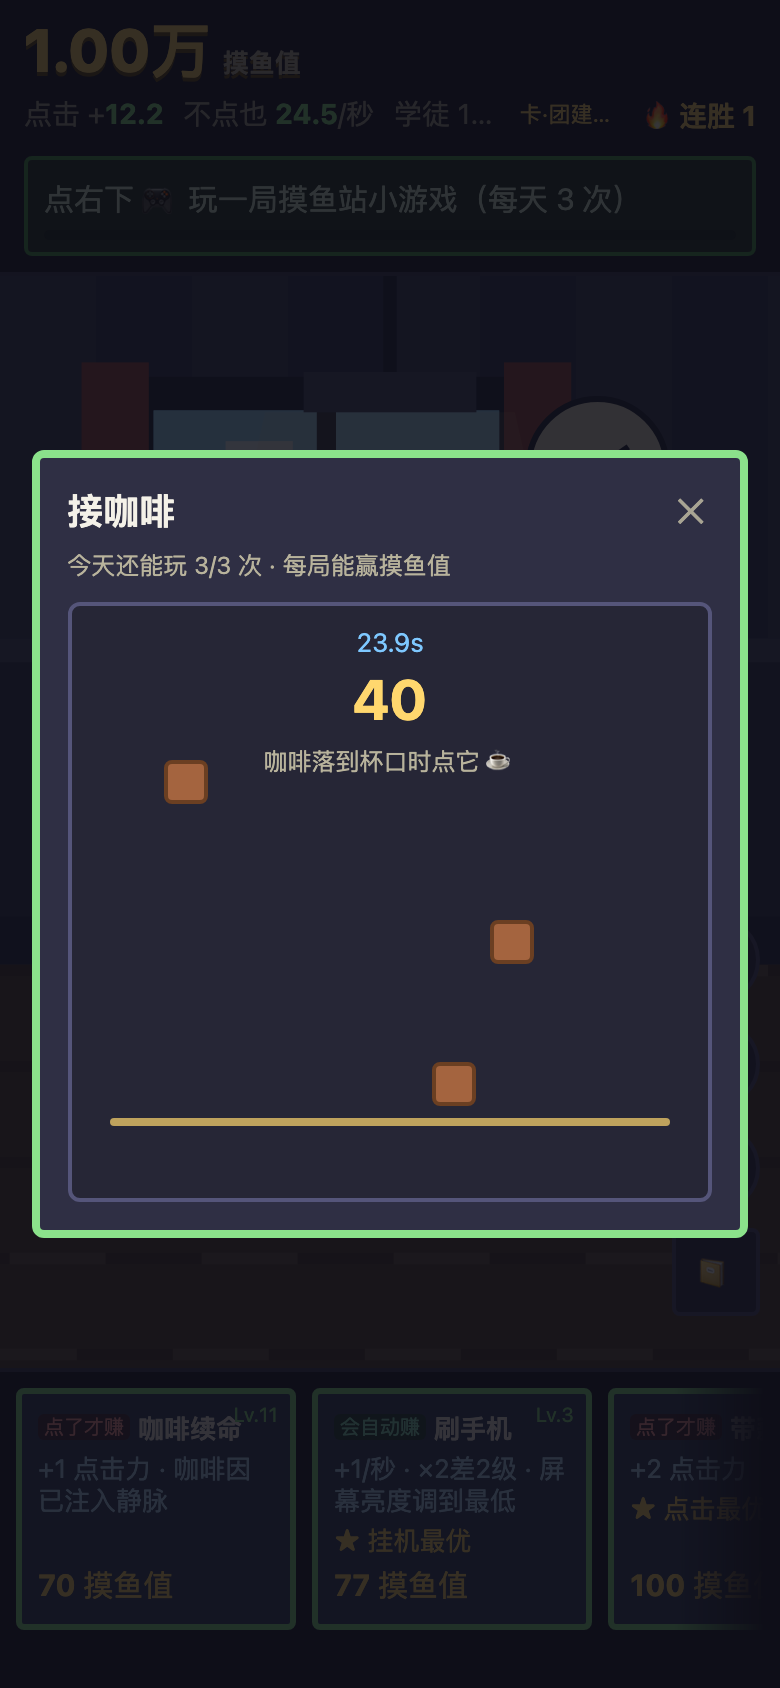 1.00万 摸鱼值
点击 +12.2 不点也 24.5/秒 学徒 1... 卡·团建... 🔥 连胜 1
点右下 🎮 玩一局摸鱼站小游戏（每天 3 次）
接咖啡
今天还能玩 3/3 次 · 每局能赢摸鱼值
23.9s
40
咖啡落到杯口时点它 ☕
点了才赚 咖啡续命 Lv.11
+1 点击力 · 咖啡因
已注入静脉
70 摸鱼值
会自动赚 刷手机 Lv.3
+1/秒 · ×2差2级 · 屏
幕亮度调到最低
★ 挂机最优
77 摸鱼值
点了才赚 带
+2 点击力
★ 点击最优
100 摸鱼